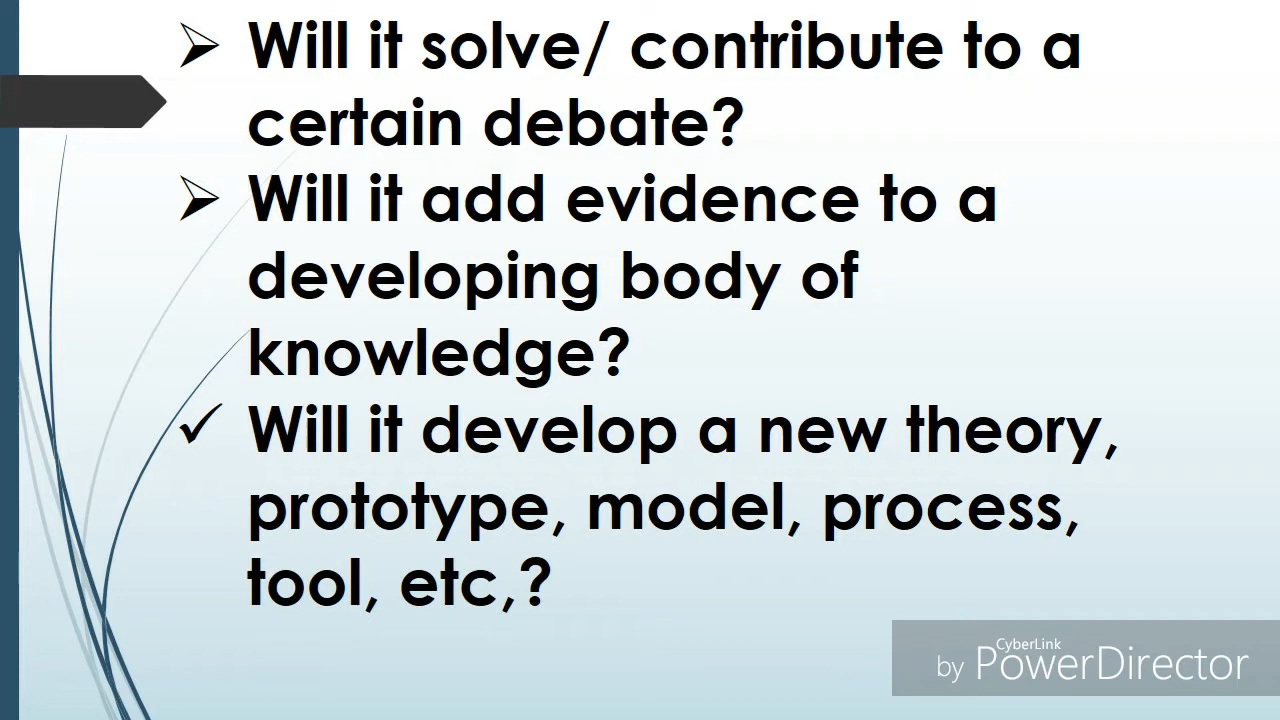 Will it solve/ contribute to a
certain debate?
Will it add evidence to a
developing body of
knowledge?
Will it develop a new theory,
prototype, model, process,
tool, etc,?
CyberLink
by PowerDirector